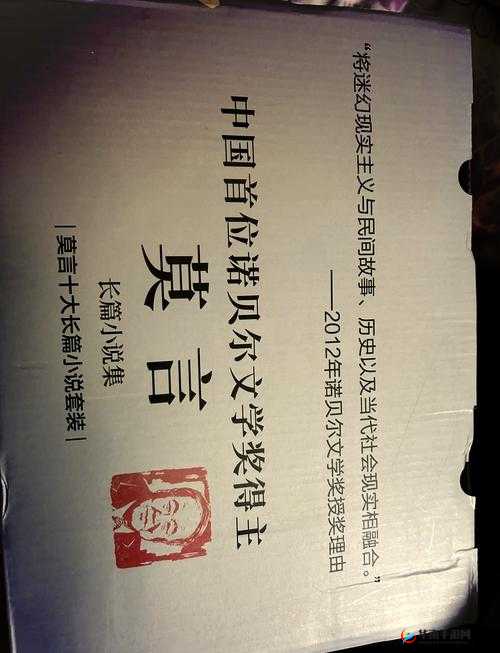 “将迷幻现实主义与民间故事、历史以及当代社会现实相融合。”
——2012年诺贝尔文学奖授奖理由
中国首位诺贝尔文学奖得主
莫言
长篇小说集
|莫言十大长篇小说套装|